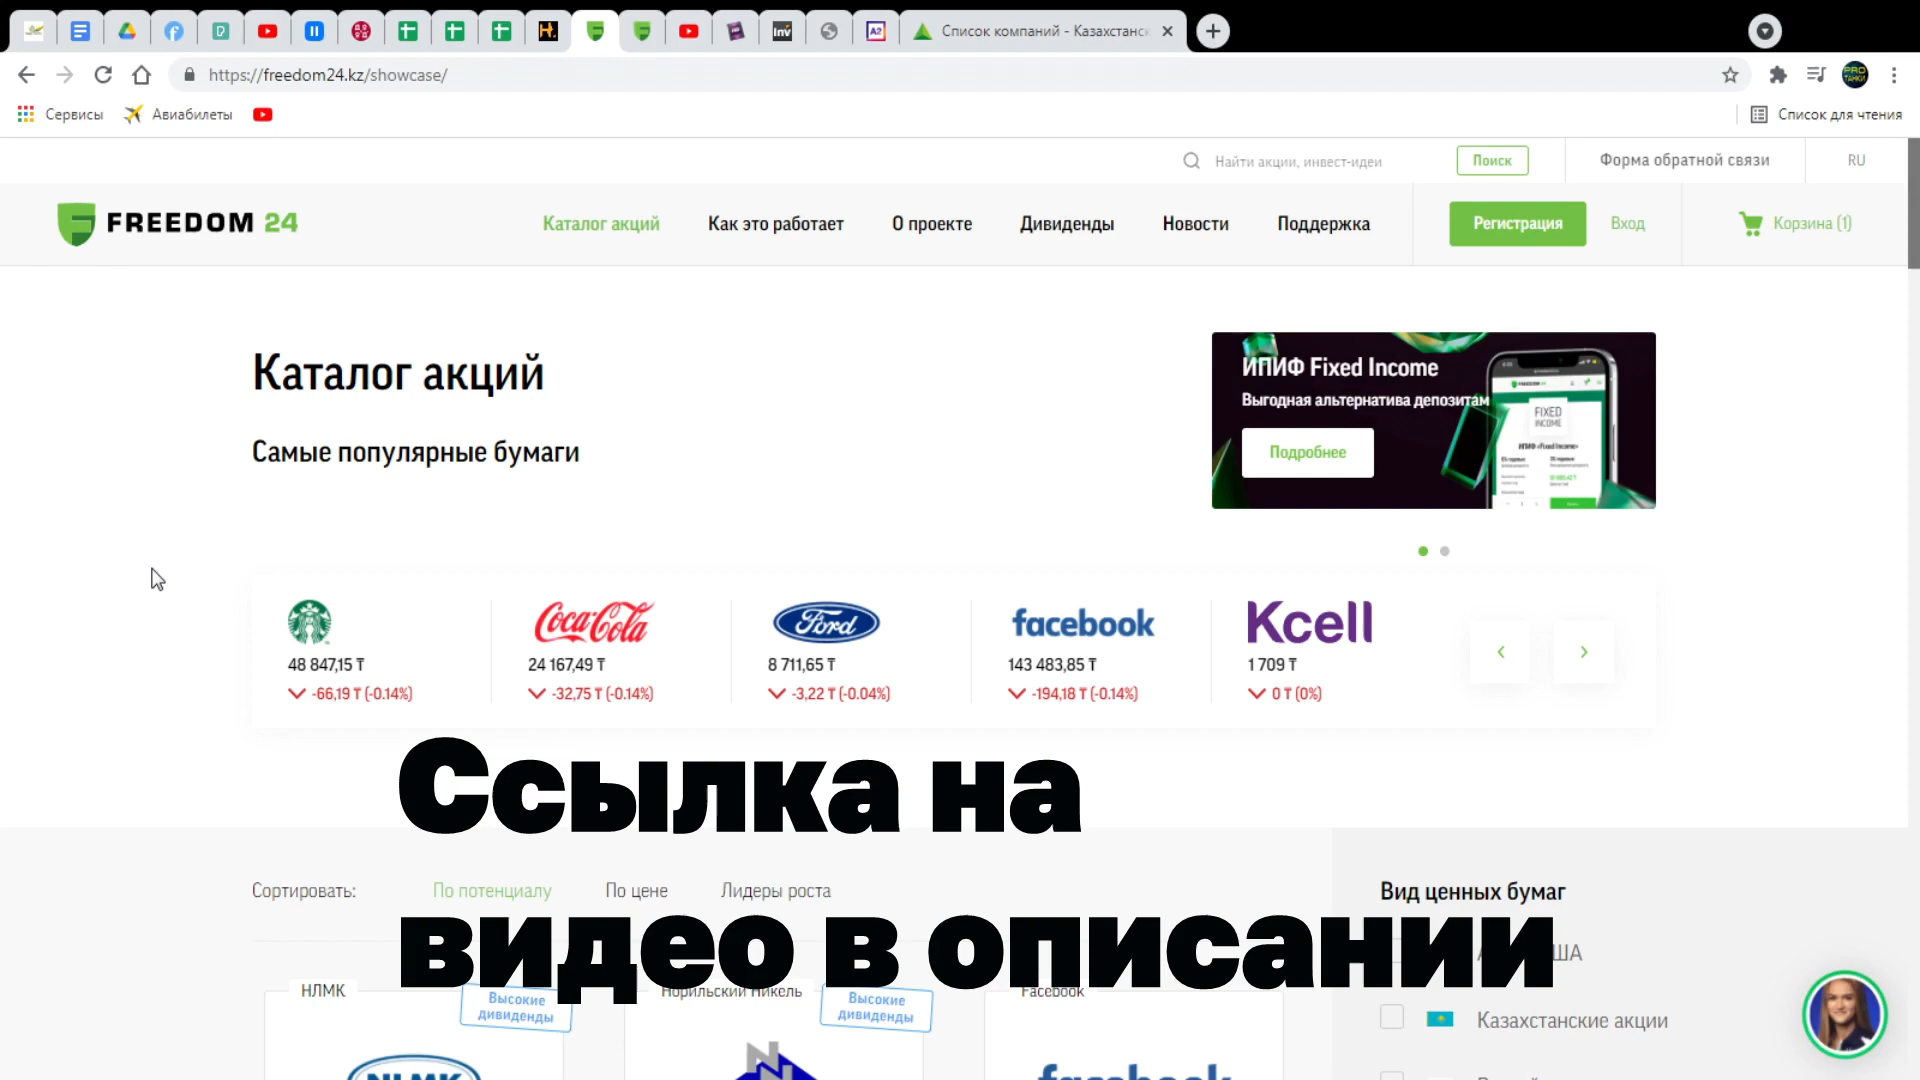 Список компаний - Казахстанск
https://freedom24.kz/showcase/
Сервисы
Авиабилеты
Список для чтения
Найти акции, инвест-идеи
Поиск
Форма обратной связи
RU
FREEDOM 24
Каталог акций
Как это работает
О проекте
Дивиденды
Новости
Поддержка
Регистрация
Вход
Корзина (1)
Каталог акций
Самые популярные бумаги
ИПИФ Fixed Income
Выгодная альтернатива депозитам
Подробнее
FIXED
INCOME
Coca-Cola
Ford
facebook
Kcell
48 847,15 ₸
24 167,49 ₸
8 711,65 ₸
143 483,85 ₸
1 709 ₸
-66,19 ₸ (-0.14%)
-32,75 ₸ (-0.14%)
-3,22 ₸ (-0.04%)
-194,18 ₸ (-0.14%)
0 ₸ (0%)
Ссылка на
видео в описании
Сортировать:
По потенциалу
По цене
Лидеры роста
Вид ценных бумаг
НЛМК
Высокие
дивиденды
Норильский Никель
Высокие
дивиденды
Facebook
Казахстанские акции
NLMK
facebook